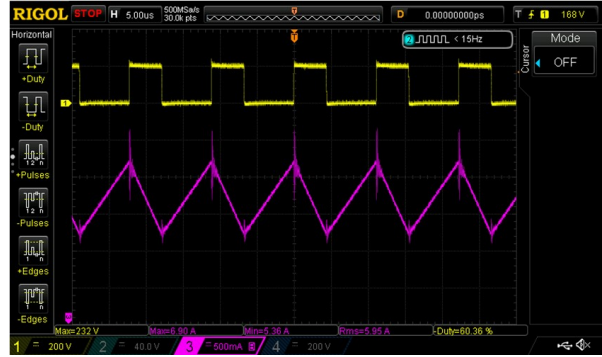 RIGOL STOP H 5.00us 500MSa/s 30.0k pts D 0.00000000ps T 1 168 V
Horizontal
+Duty
-Duty
+Pulses
-Pulses
+Edges
-Edges
2 < 15Hz
Cursor
Mode
OFF
1
Max=232 V Max=6.90 A Min=5.36 A Rms=5.95 A -Duty=60.36 %
1 = 200 V 2 = 40.0 V 3 = 500mA B 4 = 200 V